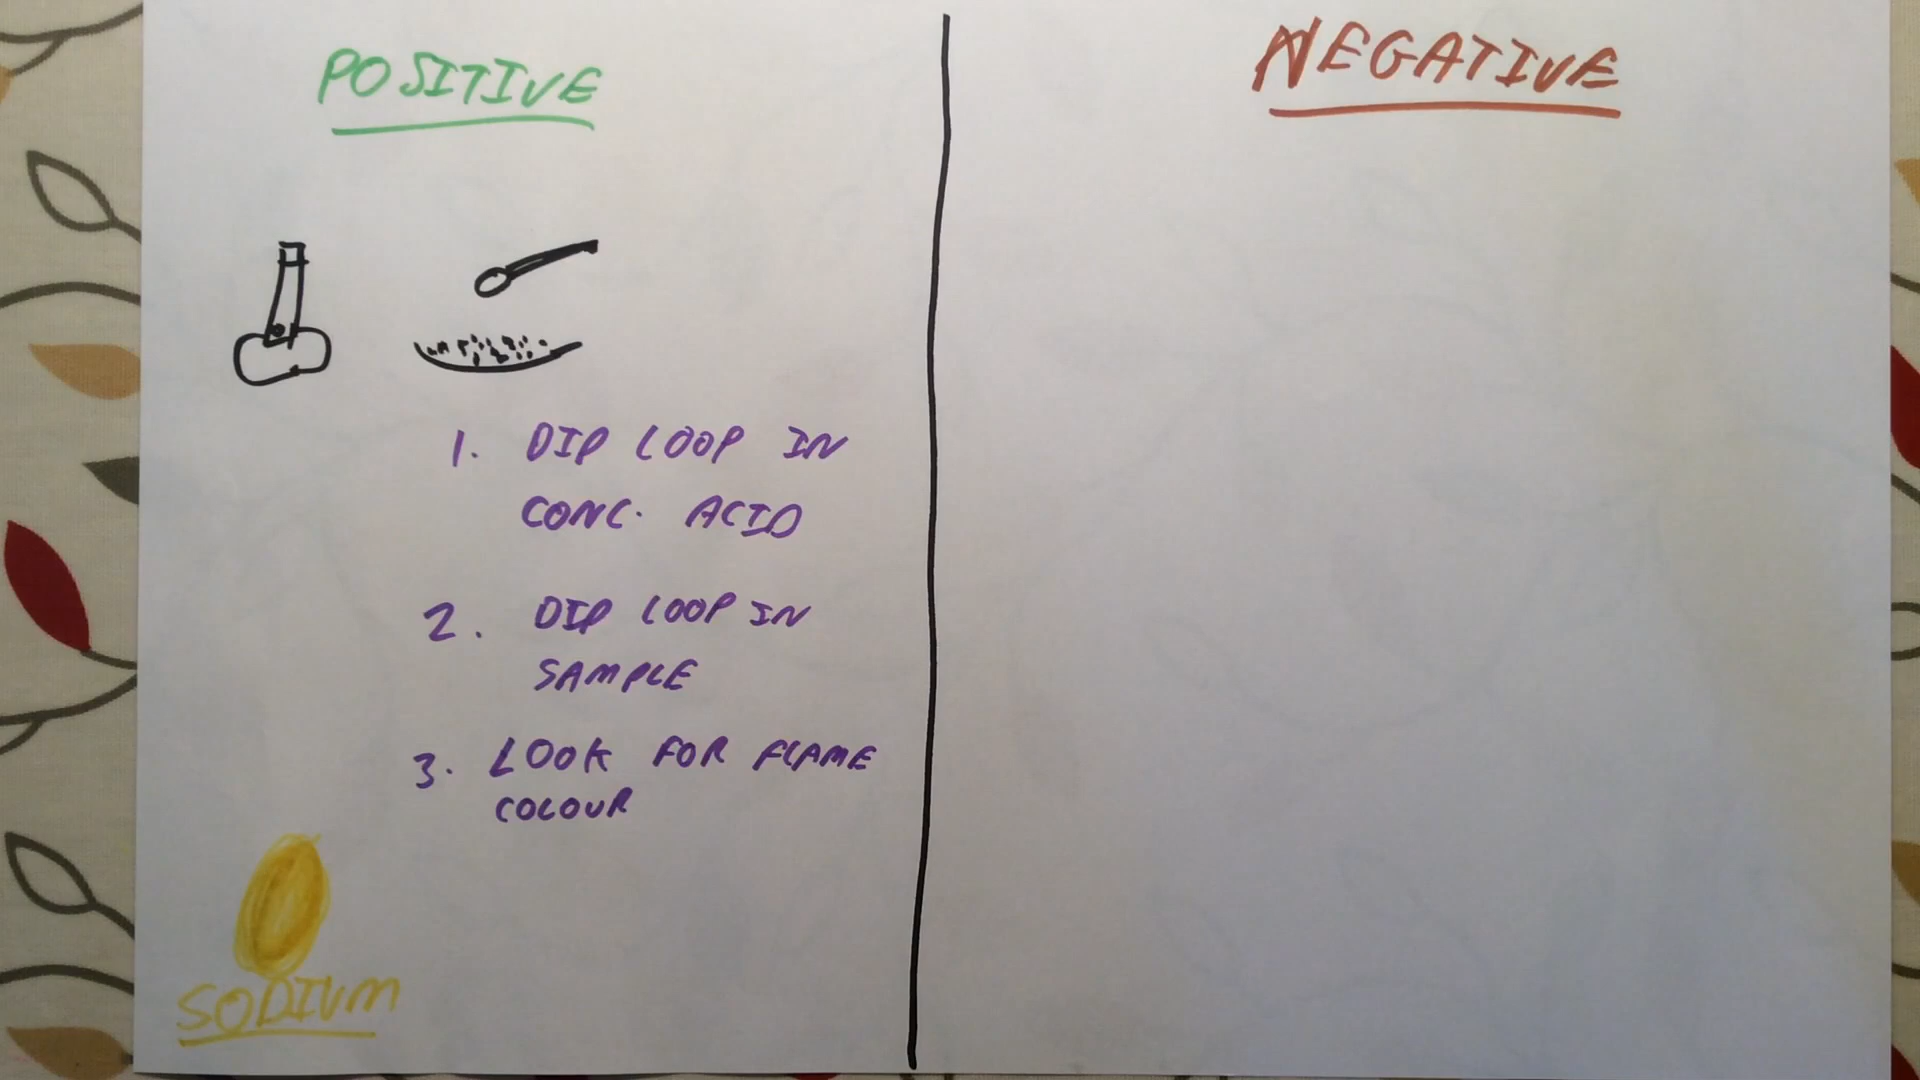 POSITIVE
NEGATIVE
1. DIP LOOP IN
CONC. ACID
2. DIP LOOP IN
SAMPLE
3. LOOK FOR FLAME
COLOUR
SODIUM